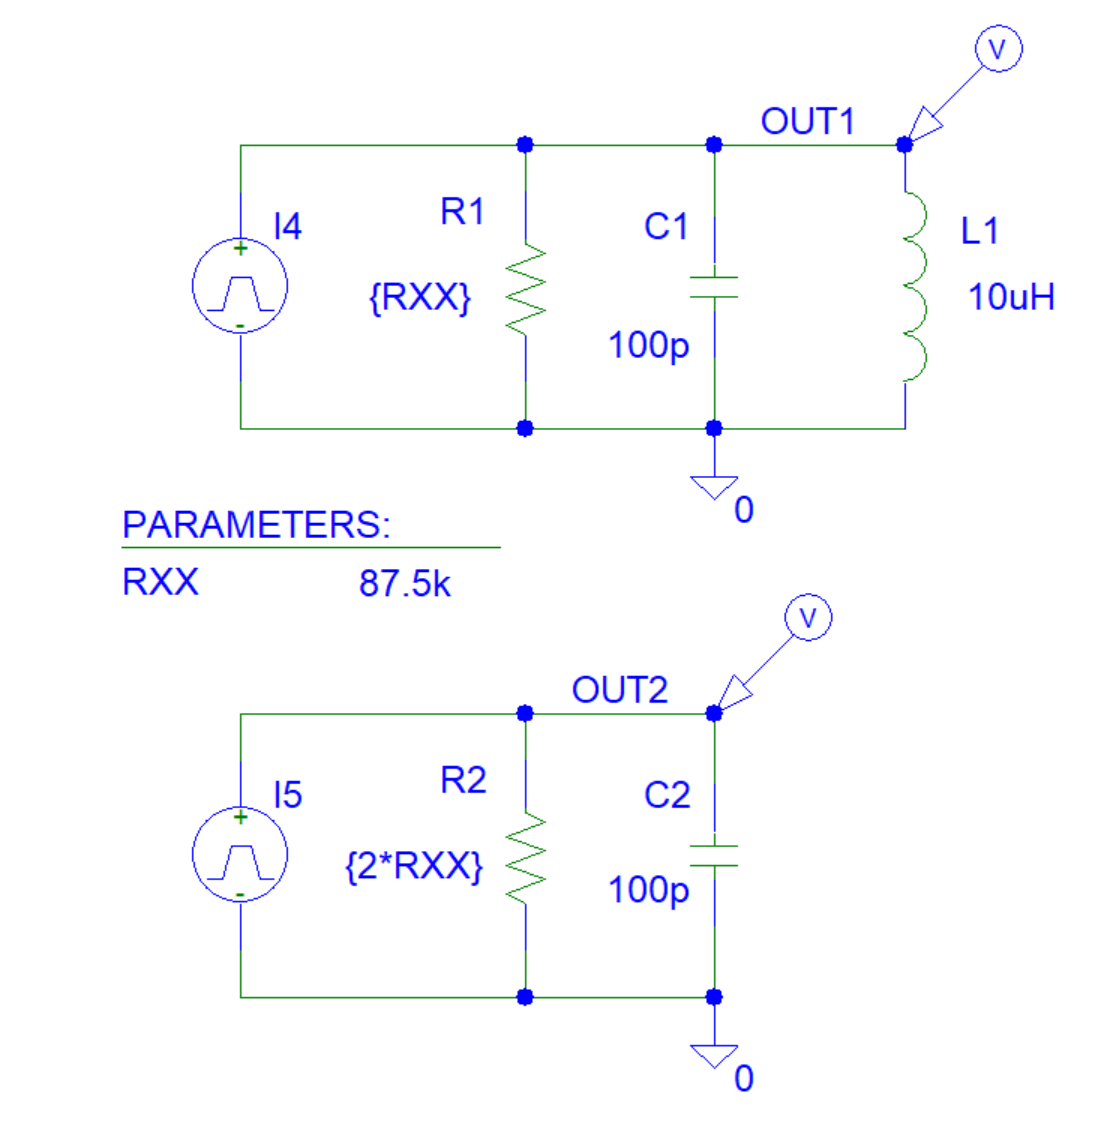 V
OUT1
I4
+
-
R1
{RXX}
C1
100p
L1
10uH
0
PARAMETERS:
RXX 87.5k
V
OUT2
I5
+
-
R2
{2*RXX}
C2
100p
0